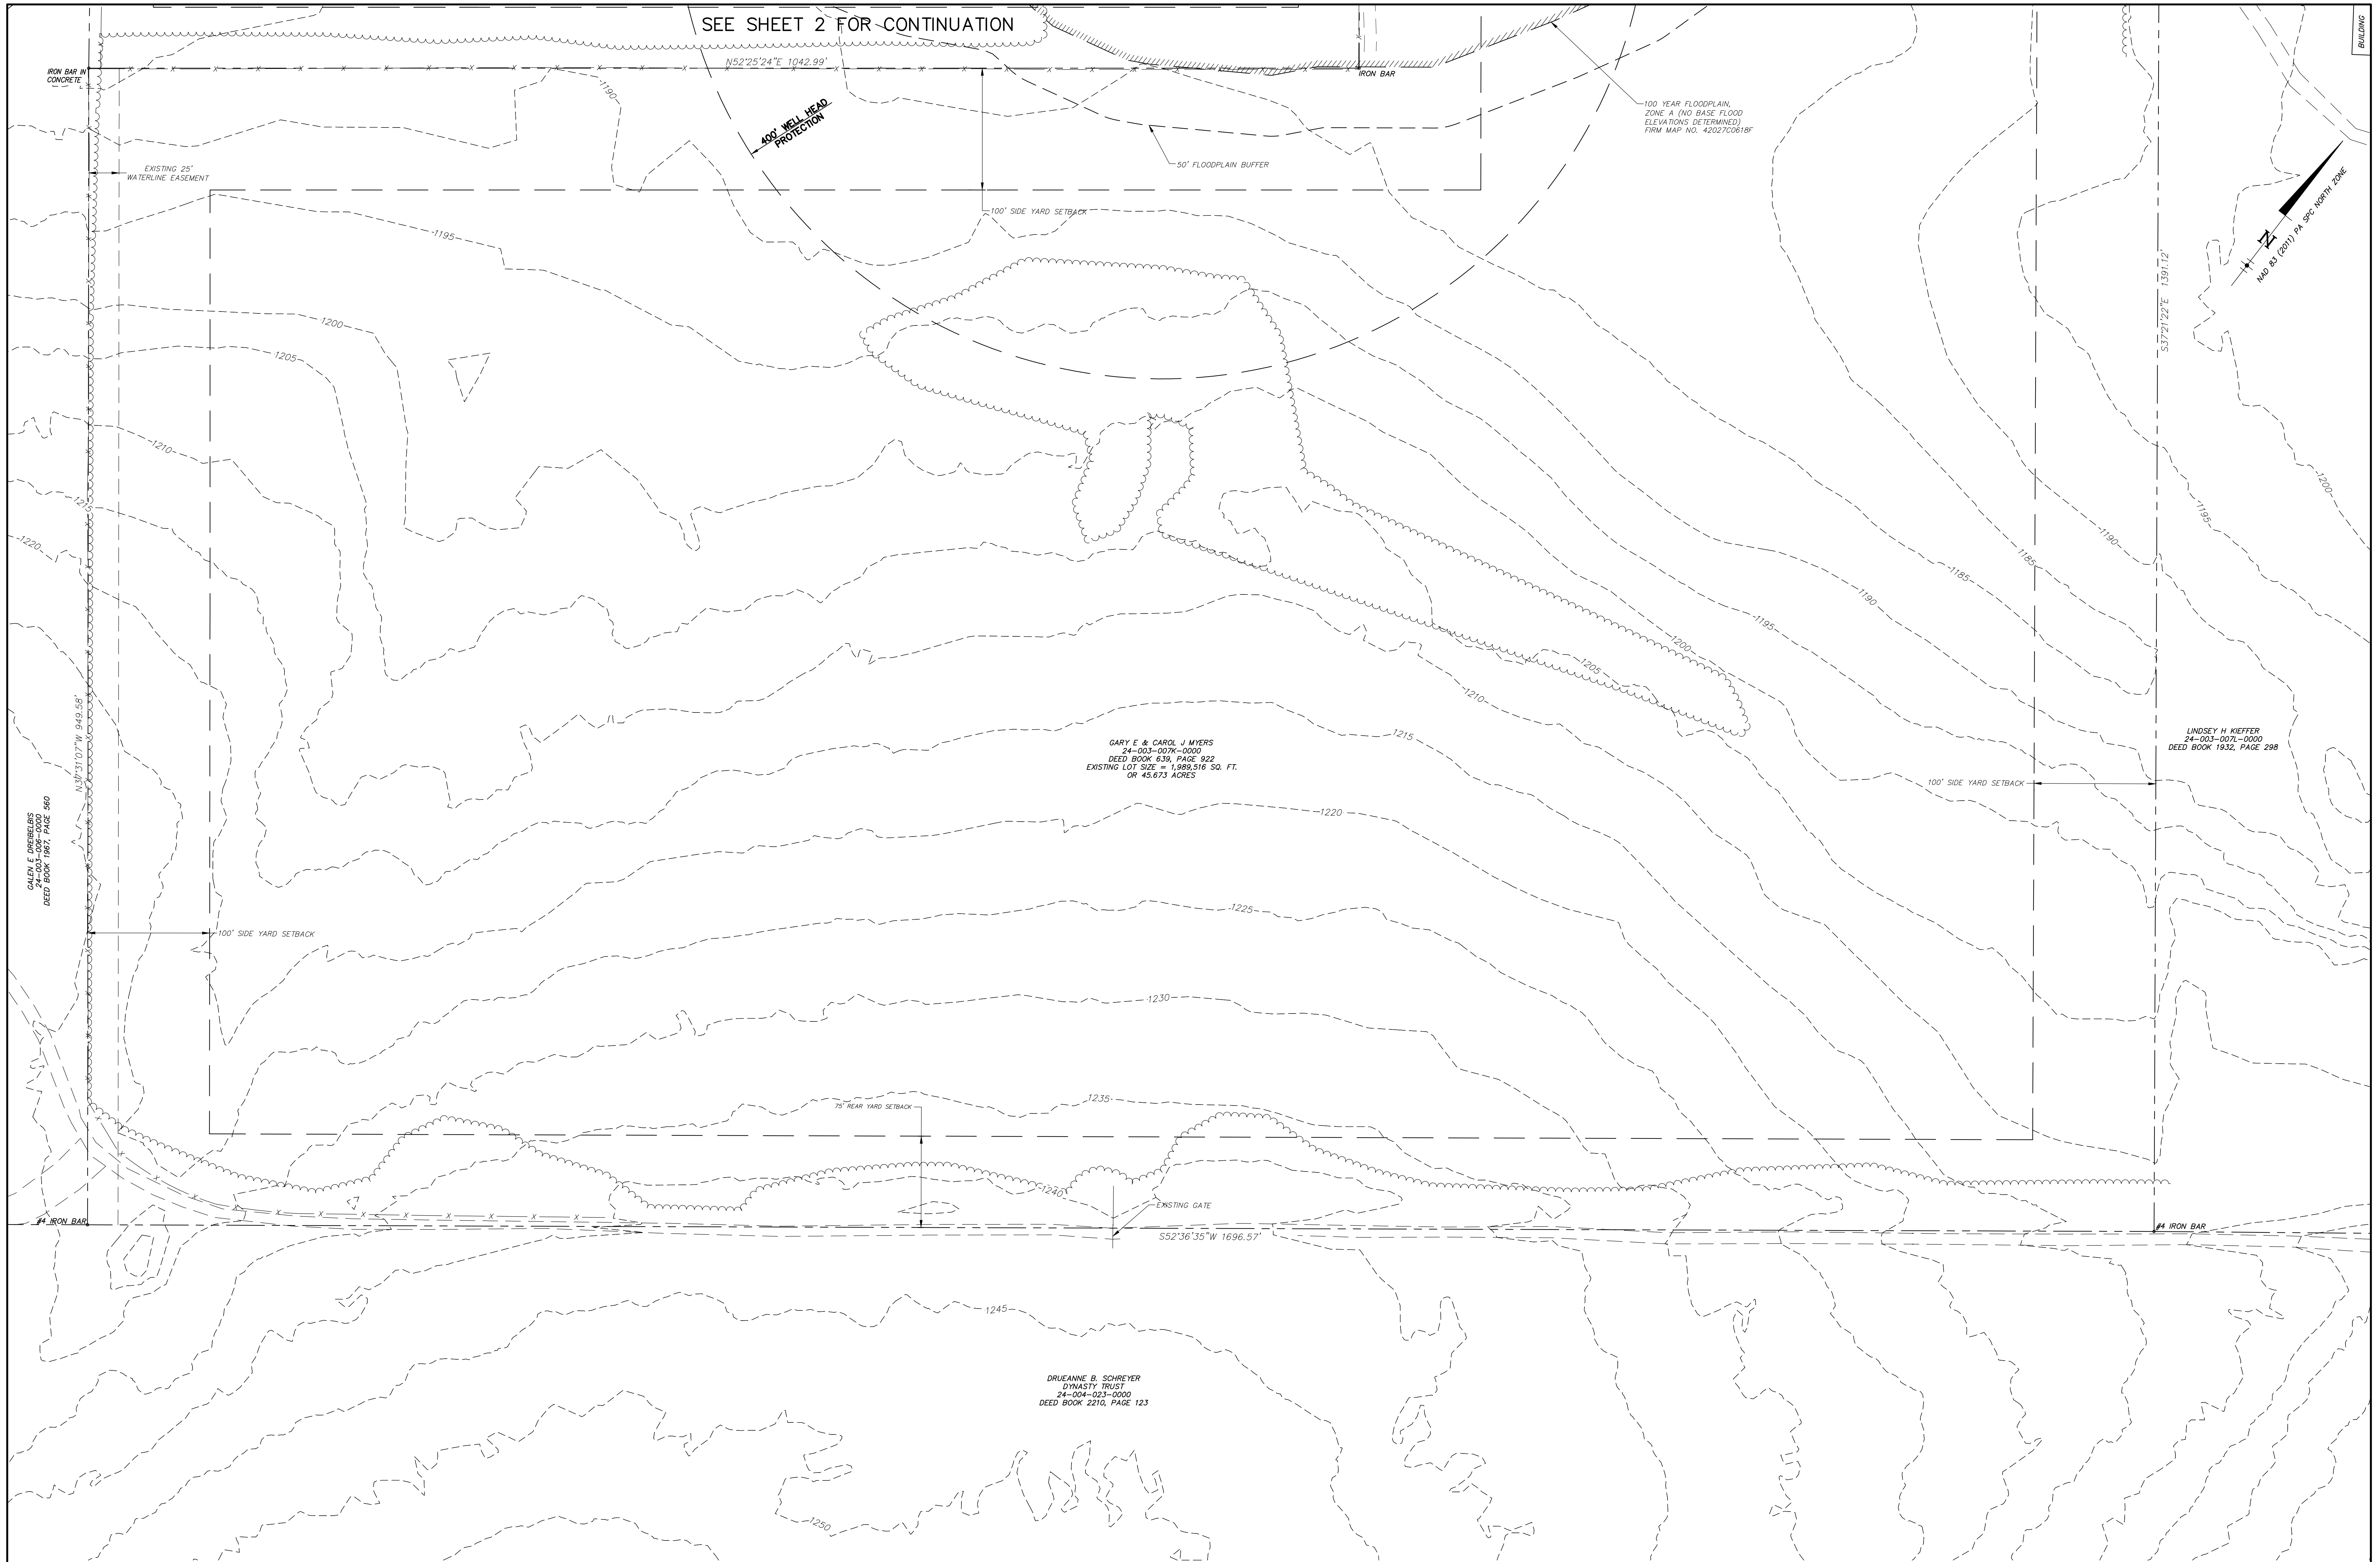 SEE SHEET 2 FOR CONTINUATION
BUILDING
IRON BAR IN
CONCRETE
N52°25'24"E 1042.99'
IRON BAR
1190
400' WELL HEAD
PROTECTION
100 YEAR FLOODPLAIN,
ZONE A (NO BASE FLOOD
ELEVATIONS DETERMINED)
FIRM MAP NO. 42027C0618F
50' FLOODPLAIN BUFFER
EXISTING 25'
WATERLINE EASEMENT
100' SIDE YARD SETBACK
N
NAD 83 (2011) PA SPC NORTH ZONE
1195
S37°21'22"E 1391.12'
1200
1205
1210
1215
1220
1200
1195
1190
1185
1185
1190
1195
1200
1205
1210
1215
N37°31'07"W 949.58'
GARY E & CAROL J MYERS
24-003-007K-0000
DEED BOOK 639, PAGE 922
EXISTING LOT SIZE = 1,989,516 SQ. FT.
OR 45.673 ACRES
LINDSEY H KIEFFER
24-003-007L-0000
DEED BOOK 1932, PAGE 298
100' SIDE YARD SETBACK
GALEN E DREIBELBIS
24-003-006-0000
DEED BOOK 1967, PAGE 560
1220
1225
100' SIDE YARD SETBACK
1230
1235
75' REAR YARD SETBACK
1240
EXISTING GATE
#4 IRON BAR
S52°36'35"W 1696.57'
#4 IRON BAR
1245
DRUEANNE B. SCHREYER
DYNASTY TRUST
24-004-023-0000
DEED BOOK 2210, PAGE 123
1250